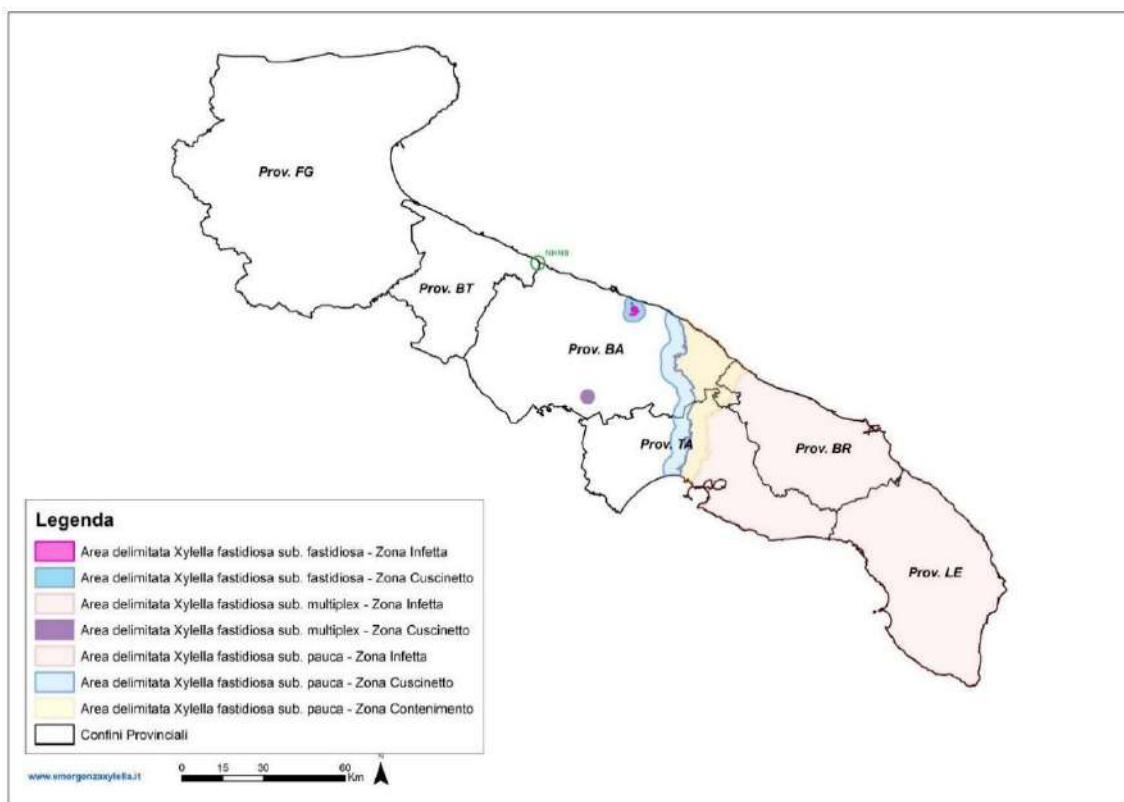 Prov. FG
Prov. BT
Prov. BA
Prov. TA
Prov. BR
Prov. LE
Legenda
Area delimitata Xylella fastidiosa sub. fastidiosa - Zona Infetta
Area delimitata Xylella fastidiosa sub. fastidiosa - Zona Cuscinetto
Area delimitata Xylella fastidiosa sub. multiplex - Zona Infetta
Area delimitata Xylella fastidiosa sub. multiplex - Zona Cuscinetto
Area delimitata Xylella fastidiosa sub. pauca - Zona Infetta
Area delimitata Xylella fastidiosa sub. pauca - Zona Cuscinetto
Area delimitata Xylella fastidiosa sub. pauca - Zona Contenimento
Confini Provinciali
www.emergenzaxylella.it
0 15 30 60
Km